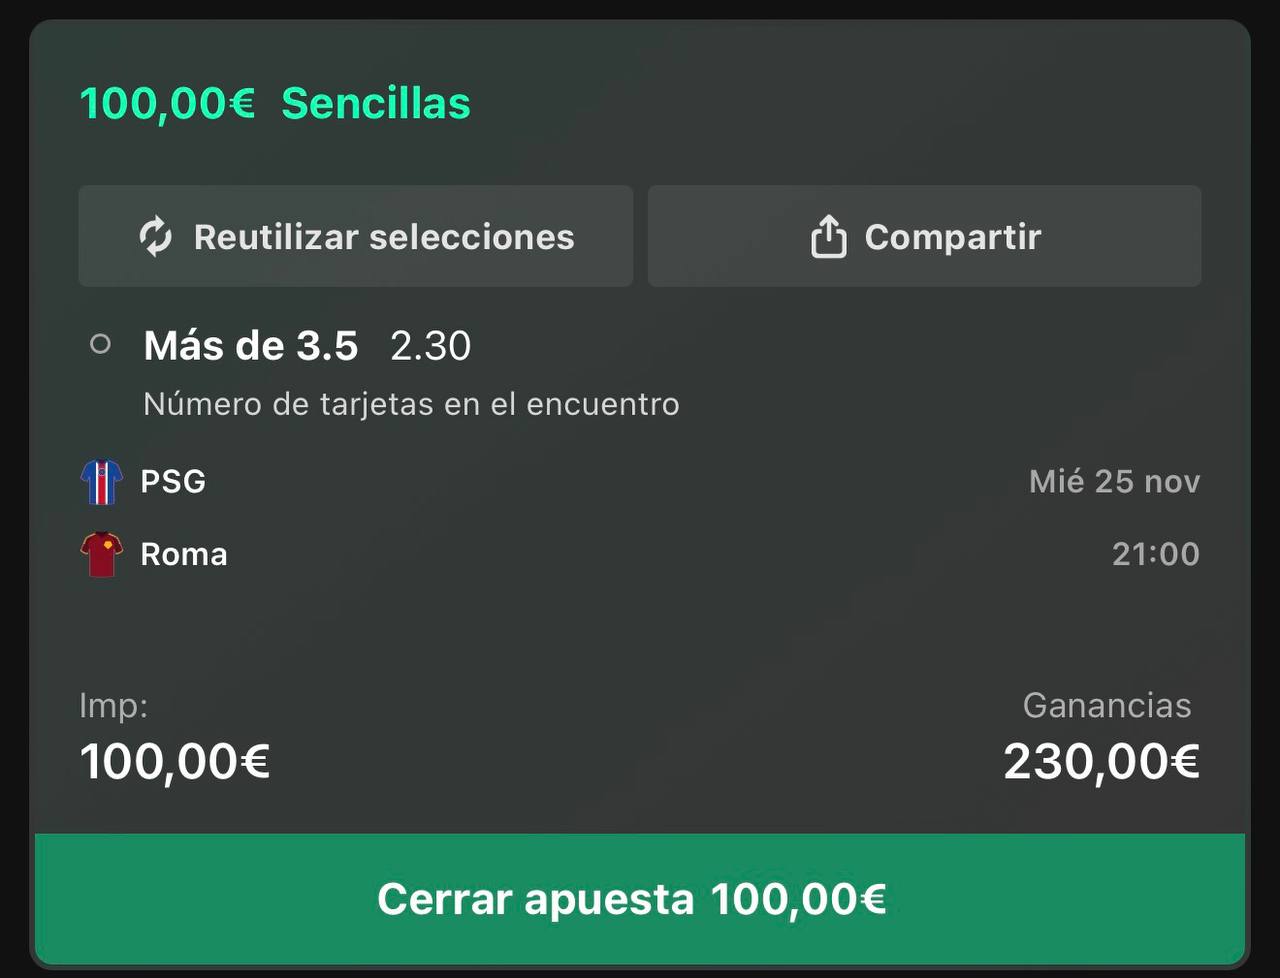 100,00€ Sencillas
Reutilizar selecciones
Compartir
Más de 3.5 2.30
Número de tarjetas en el encuentro
PSG Mié 25 nov
Roma 21:00
Imp: Ganancias
100,00€ 230,00€
Cerrar apuesta 100,00€